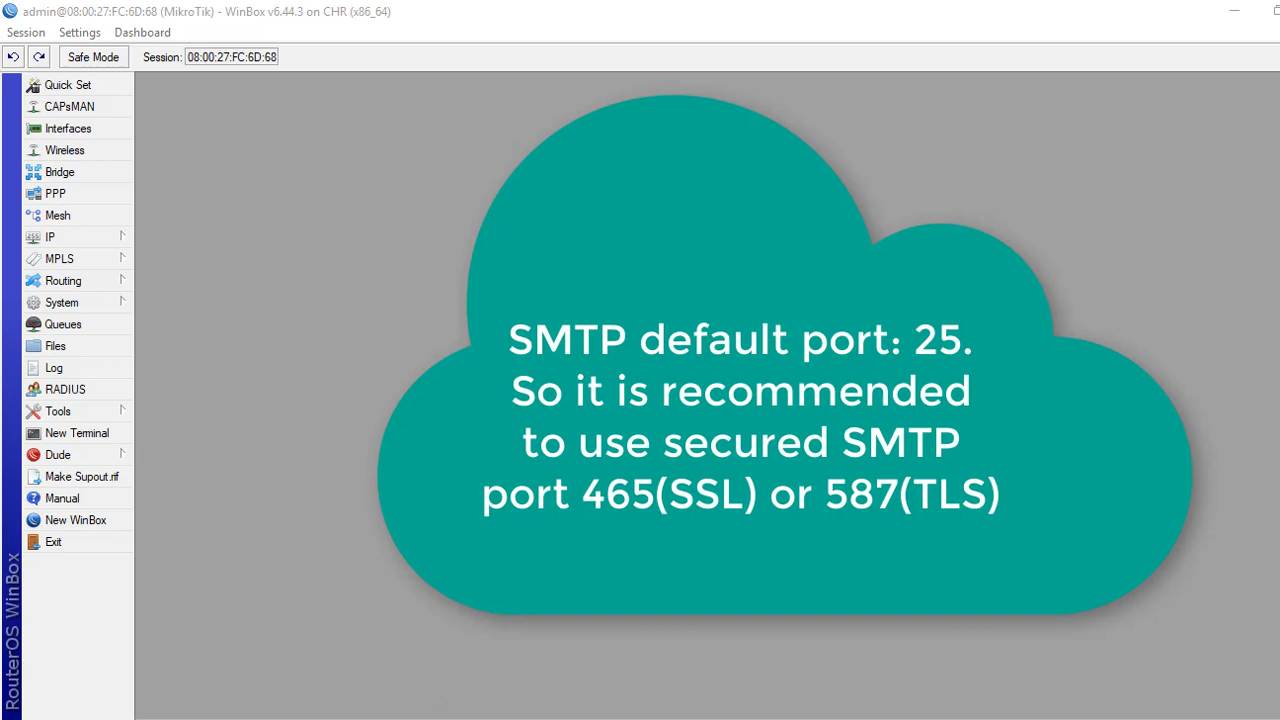 admin@08:00:27:FC:6D:68 (MikroTik) - WinBox v6.44.3 on CHR (x86_64)
Session Settings Dashboard
Safe Mode Session: 08:00:27:FC:6D:68
Quick Set
CAPsMAN
Interfaces
Wireless
Bridge
PPP
Mesh
IP
MPLS
Routing
System
Queues
Files
Log
RADIUS
Tools
New Terminal
Dude
Make Supout.rif
Manual
New WinBox
Exit
RouterOS WinBox
SMTP default port: 25.
So it is recommended
to use secured SMTP
port 465(SSL) or 587(TLS)